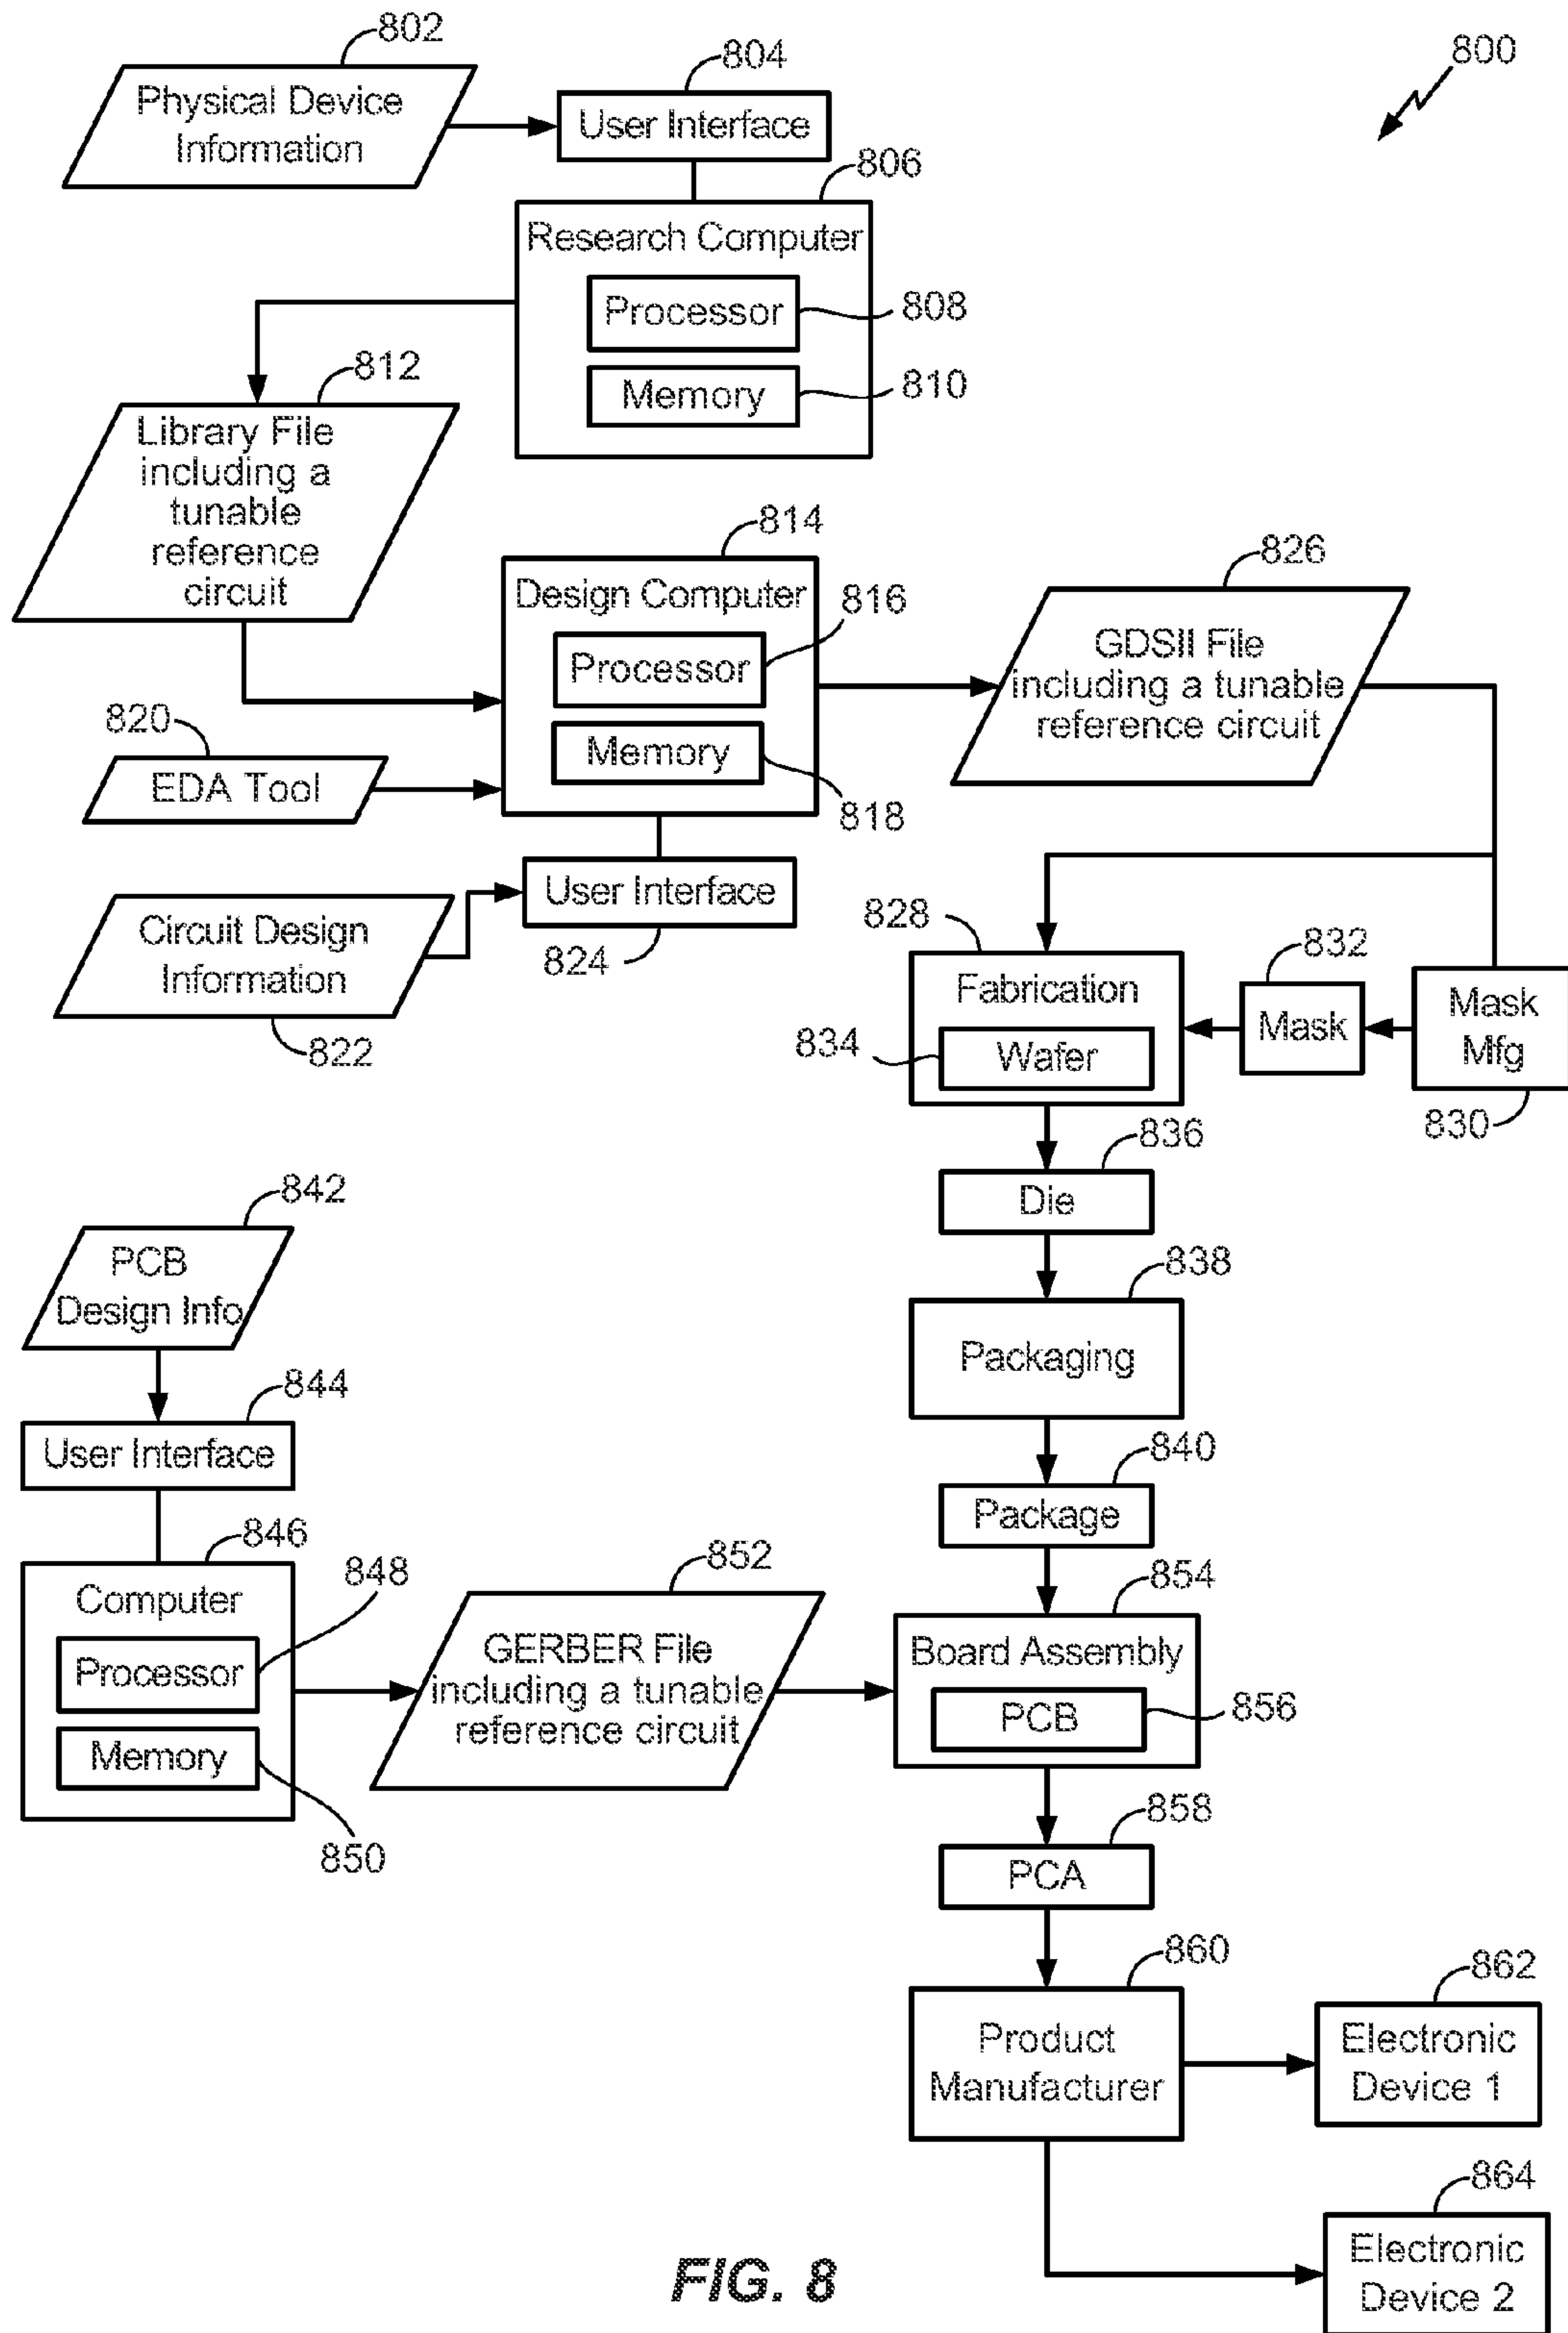 802
804
800
Physical Device
Information
User Interface
806
Research Computer
Processor
808
Memory
810
812
Library File
including a
tunable
reference
circuit
814
Design Computer
816
Processor
Memory
818
826
GDSII File
including a tunable
reference circuit
820
EDA Tool
User Interface
824
Circuit Design
Information
822
828
Fabrication
834
Wafer
832
Mask
Mask
Mfg
830
836
Die
838
Packaging
840
Package
842
PCB
Design Info
844
User Interface
846
Computer
848
Processor
Memory
850
852
GERBER File
including a tunable
reference circuit
854
Board Assembly
PCB
856
858
PCA
860
Product
Manufacturer
862
Electronic
Device 1
864
Electronic
Device 2
FIG. 8